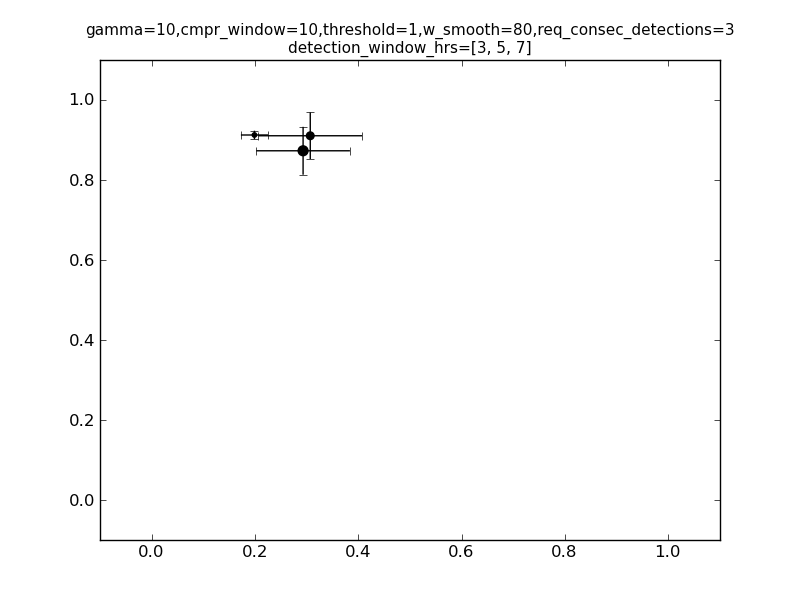 gamma=10,cmpr_window=10,threshold=1,w_smooth=80,req_consec_detections=3
detection_window_hrs=[3, 5, 7]
1.0
0.8
0.6
0.4
0.2
0.0
0.0 0.2 0.4 0.6 0.8 1.0